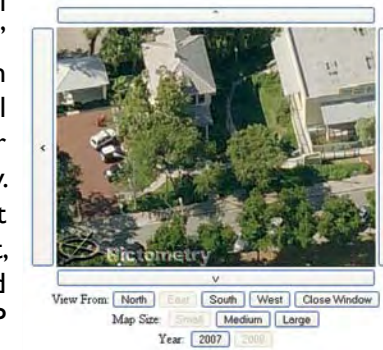 ^
<
Pictometry
v
View From: North East South West Close Window
Map Size: Small Medium Large
Year: 2007 2008